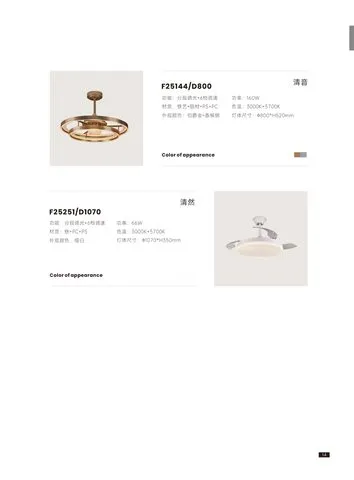 清音
F25144/D800
功能：分段调光+6档调速 功率：160W
材质：铁艺+铝材+PS+PC 色温：3000K+5700K
外观颜色：铂爵金+香槟银 灯体尺寸：Φ800*H520mm
Color of appearance
清然
F25251/D1070
功能：分段调光+6档调速 功率：66W
材质：铁+PC+PS 色温：3000K+5700K
外观颜色：哑白 灯体尺寸：Φ1070*H350mm
Color of appearance
14